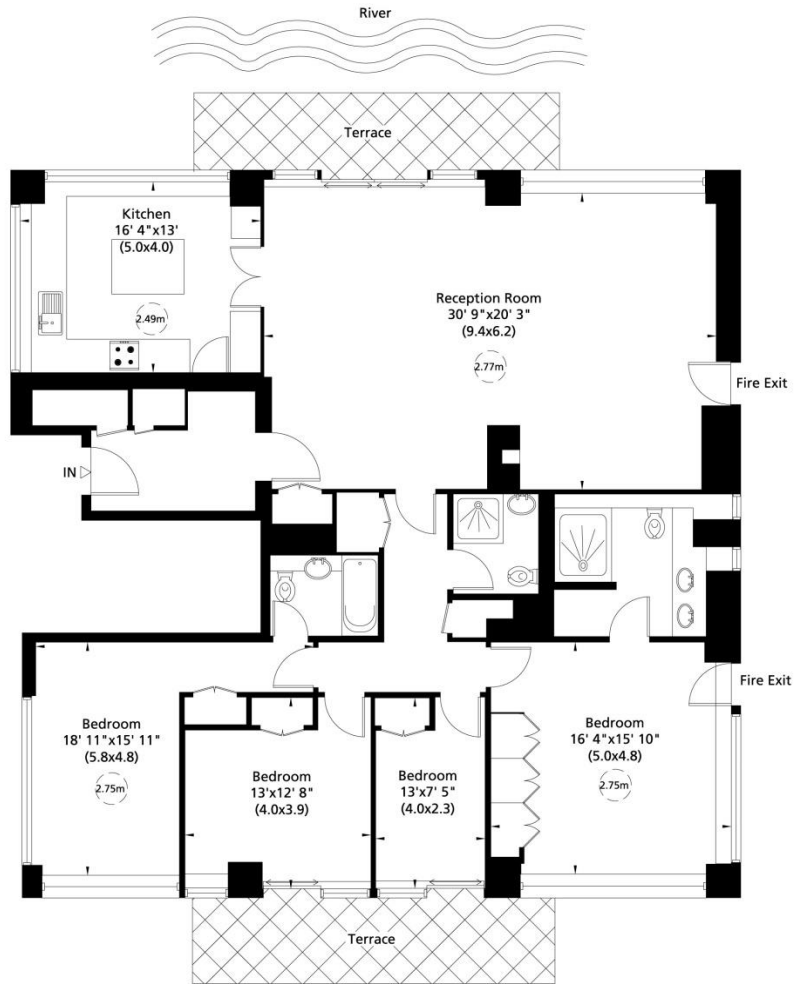 River
Terrace
Kitchen
16' 4"x13'
(5.0x4.0)
2.49m
Reception Room
30' 9"x20' 3"
(9.4x6.2)
2.77m
Fire Exit
IN
Fire Exit
Bedroom
18' 11"x15' 11"
(5.8x4.8)
2.75m
Bedroom
13'x12' 8"
(4.0x3.9)
Bedroom
13'x7' 5"
(4.0x2.3)
Bedroom
16' 4"x15' 10"
(5.0x4.8)
2.75m
Terrace